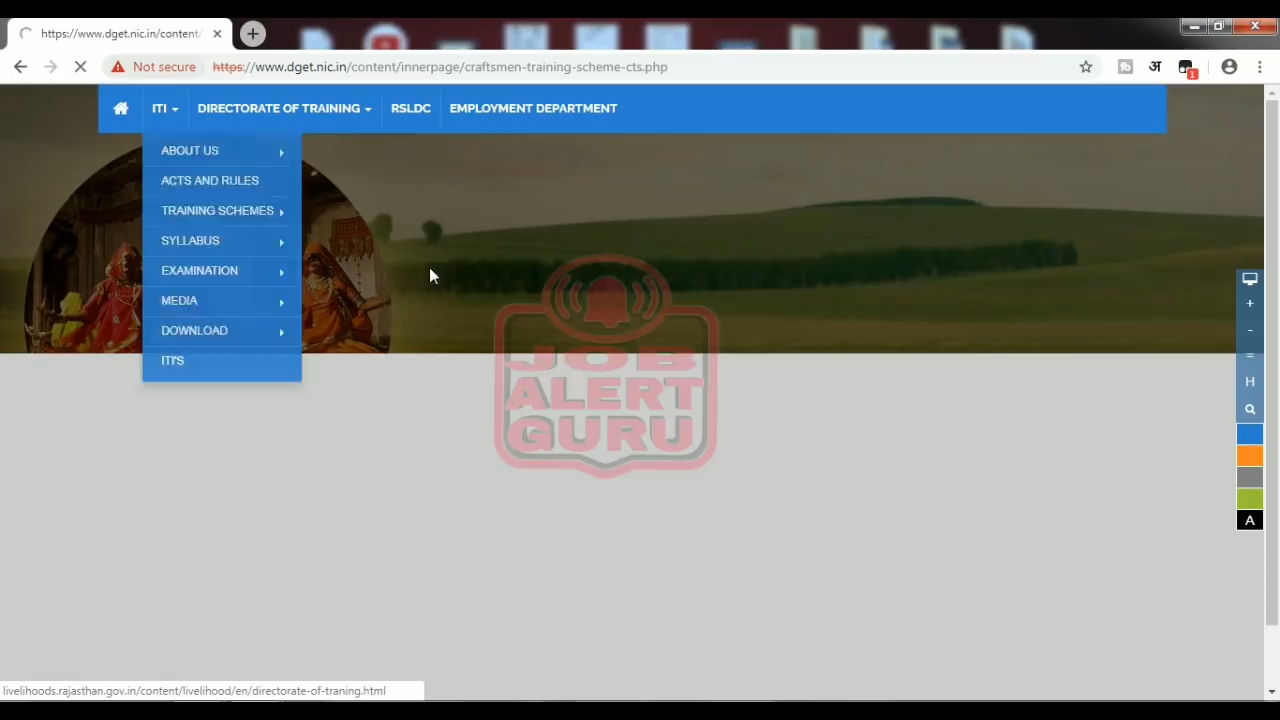 https://www.dget.nic.in/content/
Not secure https://www.dget.nic.in/content/innerpage/craftsmen-training-scheme-cts.php
अ
1
ITI DIRECTORATE OF TRAINING RSLDC EMPLOYMENT DEPARTMENT
ABOUT US
ACTS AND RULES
TRAINING SCHEMES
SYLLABUS
EXAMINATION
MEDIA
DOWNLOAD
ITI'S
JOB
ALERT
GURU
+
-
=
H
A
livelihoods.rajasthan.gov.in/content/livelihood/en/directorate-of-traning.html